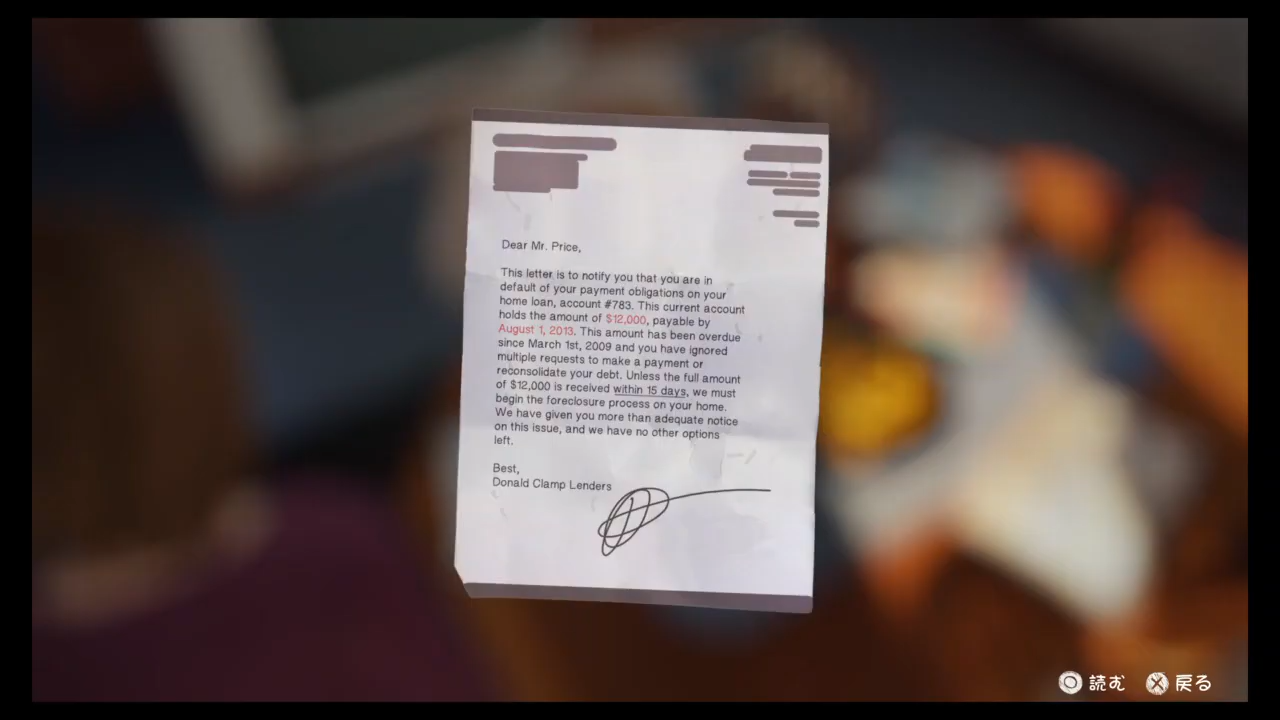 Dear Mr. Price,
This letter is to notify you that you are in
default of your payment obligations on your
home loan, account #783. This current account
holds the amount of $12,000, payable by
August 1, 2013. This amount has been overdue
since March 1st, 2009 and you have ignored
multiple requests to make a payment or
reconsolidate your debt. Unless the full amount
of $12,000 is received within 15 days, we must
begin the foreclosure process on your home.
We have given you more than adequate notice
on this issue, and we have no other options
left.
Best,
Donald Clamp Lenders
読む 戻る